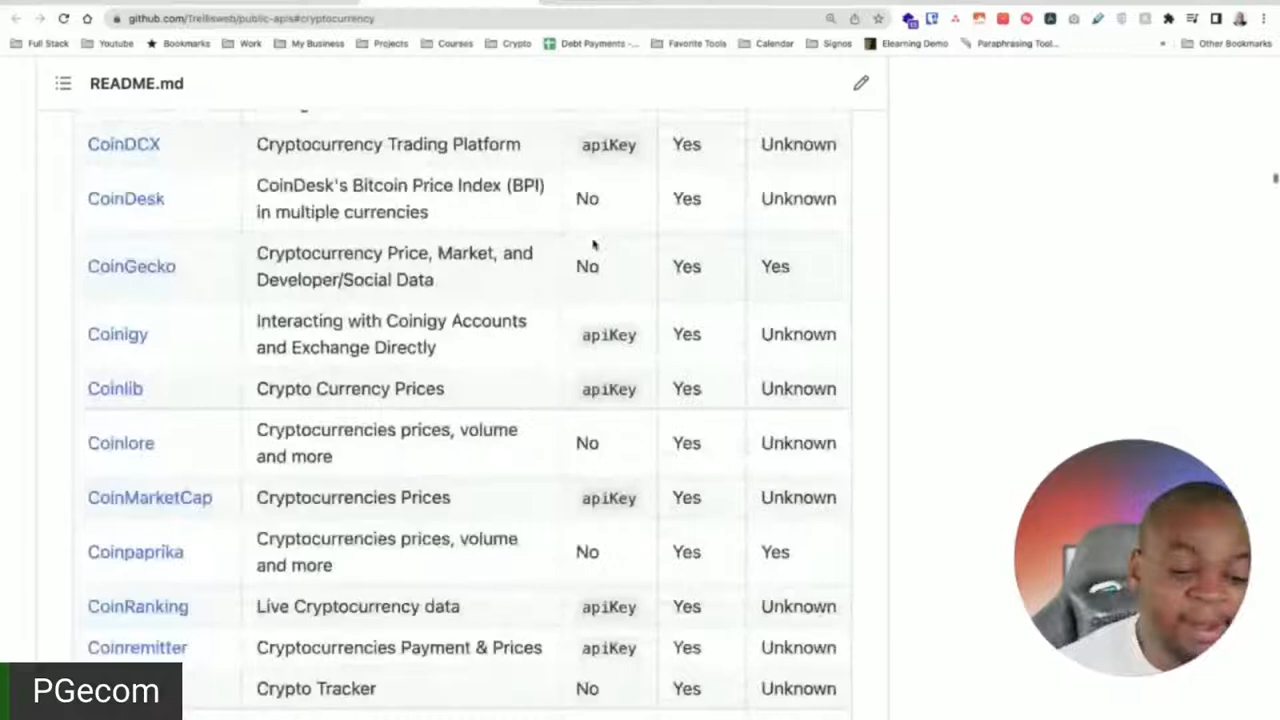 github.com/Trellisweb/public-apis#cryptocurrency
Full Stack Youtube Bookmarks Work My Business Projects Courses Crypto Debt Payments -... Favorite Tools Calendar Signos Elearning Demo Paraphrasing Tool... » Other Bookmarks
README.md
CoinDCX Cryptocurrency Trading Platform apiKey Yes Unknown
CoinDesk CoinDesk's Bitcoin Price Index (BPI) in multiple currencies No Yes Unknown
CoinGecko Cryptocurrency Price, Market, and Developer/Social Data No Yes Yes
Coinigy Interacting with Coinigy Accounts and Exchange Directly apiKey Yes Unknown
Coinlib Crypto Currency Prices apiKey Yes Unknown
Coinlore Cryptocurrencies prices, volume and more No Yes Unknown
CoinMarketCap Cryptocurrencies Prices apiKey Yes Unknown
Coinpaprika Cryptocurrencies prices, volume and more No Yes Yes
CoinRanking Live Cryptocurrency data apiKey Yes Unknown
Coinremitter Cryptocurrencies Payment & Prices apiKey Yes Unknown
Crypto Tracker No Yes Unknown
PGecom